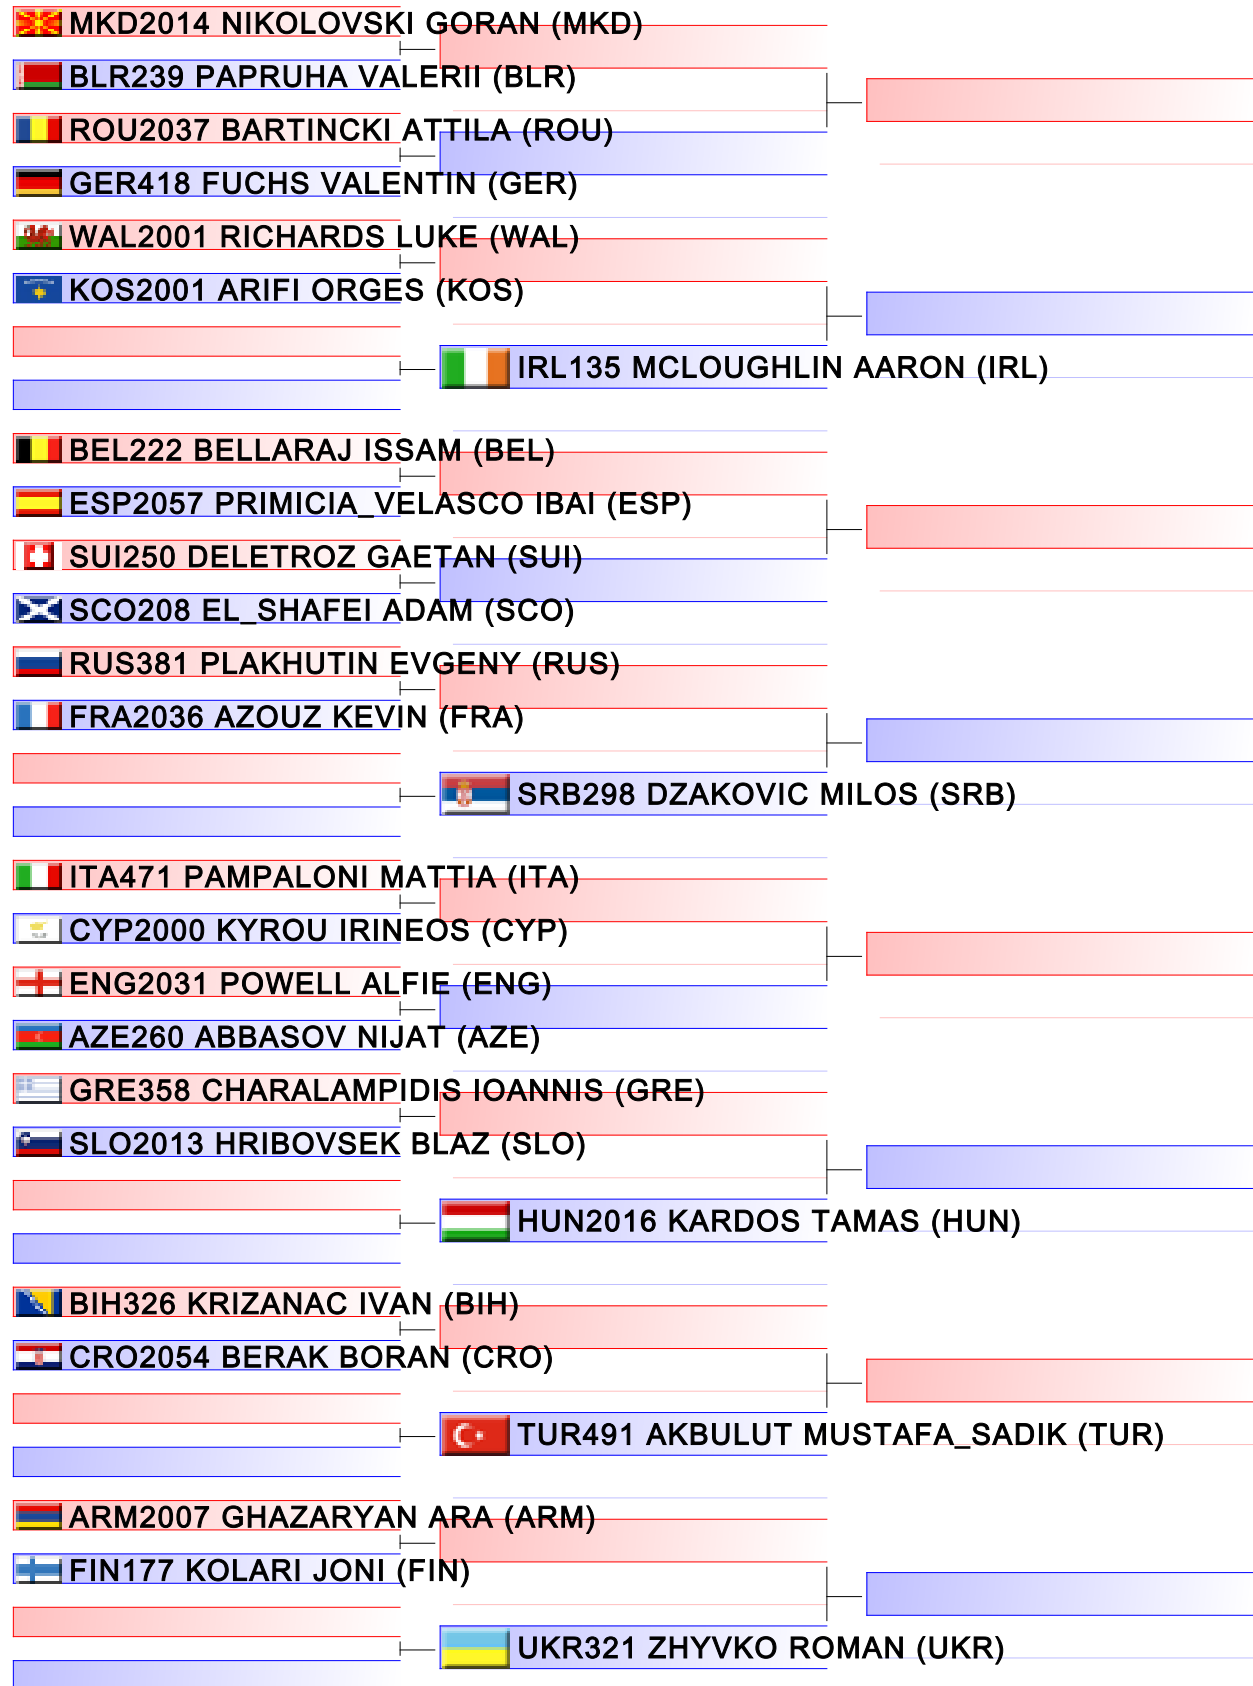 MKD2014 NIKOLOVSKI GORAN (MKD)
BLR239 PAPRUHA VALERII (BLR)
ROU2037 BARTINCKI ATTILA (ROU)
GER418 FUCHS VALENTIN (GER)
WAL2001 RICHARDS LUKE (WAL)
KOS2001 ARIFI ORGES (KOS)
IRL135 MCLOUGHLIN AARON (IRL)
BEL222 BELLARAJ ISSAM (BEL)
ESP2057 PRIMICIA_VELASCO IBAI (ESP)
SUI250 DELETROZ GAETAN (SUI)
SCO208 EL_SHAFEI ADAM (SCO)
RUS381 PLAKHUTIN EVGENY (RUS)
FRA2036 AZOUZ KEVIN (FRA)
SRB298 DZAKOVIC MILOS (SRB)
ITA471 PAMPALONI MATTIA (ITA)
CYP2000 KYROU IRINEOS (CYP)
ENG2031 POWELL ALFIE (ENG)
AZE260 ABBASOV NIJAT (AZE)
GRE358 CHARALAMPIDIS IOANNIS (GRE)
SLO2013 HRIBOVSEK BLAZ (SLO)
HUN2016 KARDOS TAMAS (HUN)
BIH326 KRIZANAC IVAN (BIH)
CRO2054 BERAK BORAN (CRO)
TUR491 AKBULUT MUSTAFA_SADIK (TUR)
ARM2007 GHAZARYAN ARA (ARM)
FIN177 KOLARI JONI (FIN)
UKR321 ZHYVKO ROMAN (UKR)